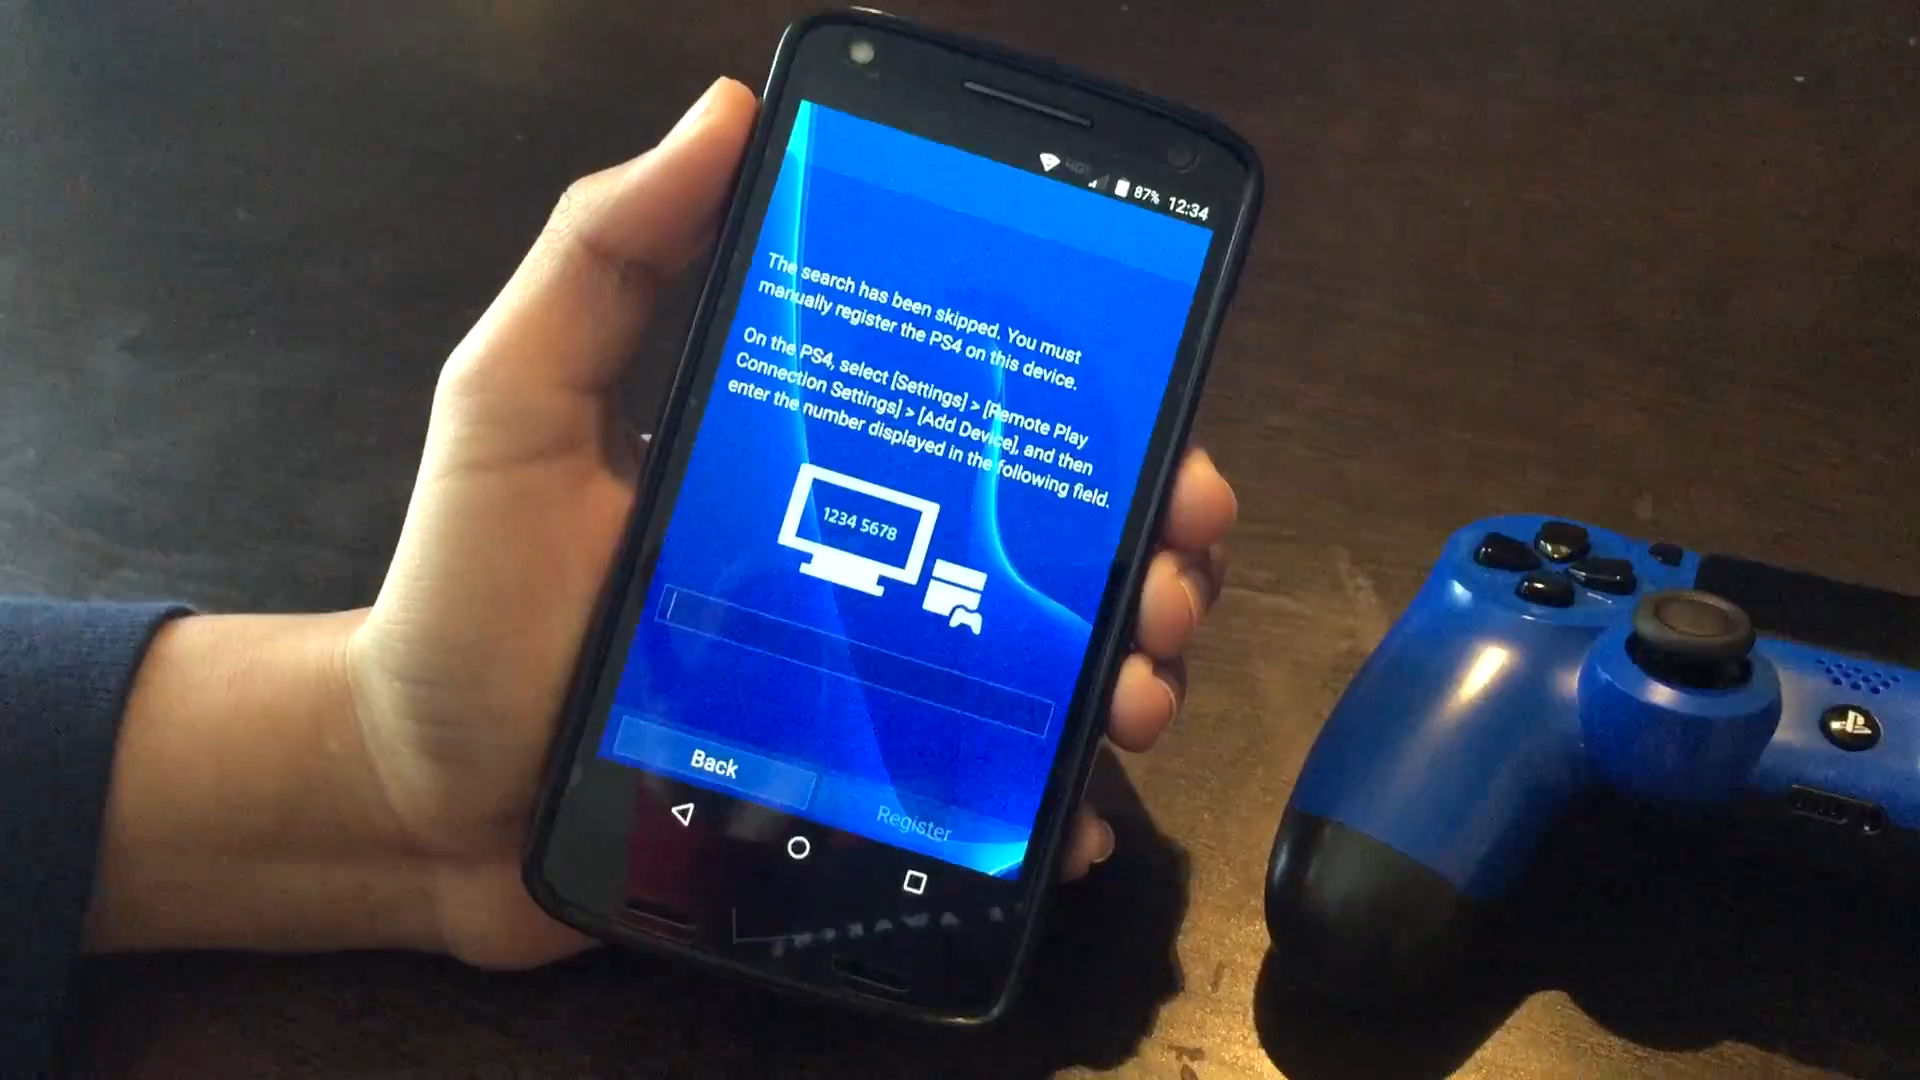 87% 12:34
The search has been skipped. You must
manually register the PS4 on this device.
On the PS4, select [Settings] > [Remote Play
Connection Settings] > [Add Device], and then
enter the number displayed in the following field.
1234 5678
Back
Register